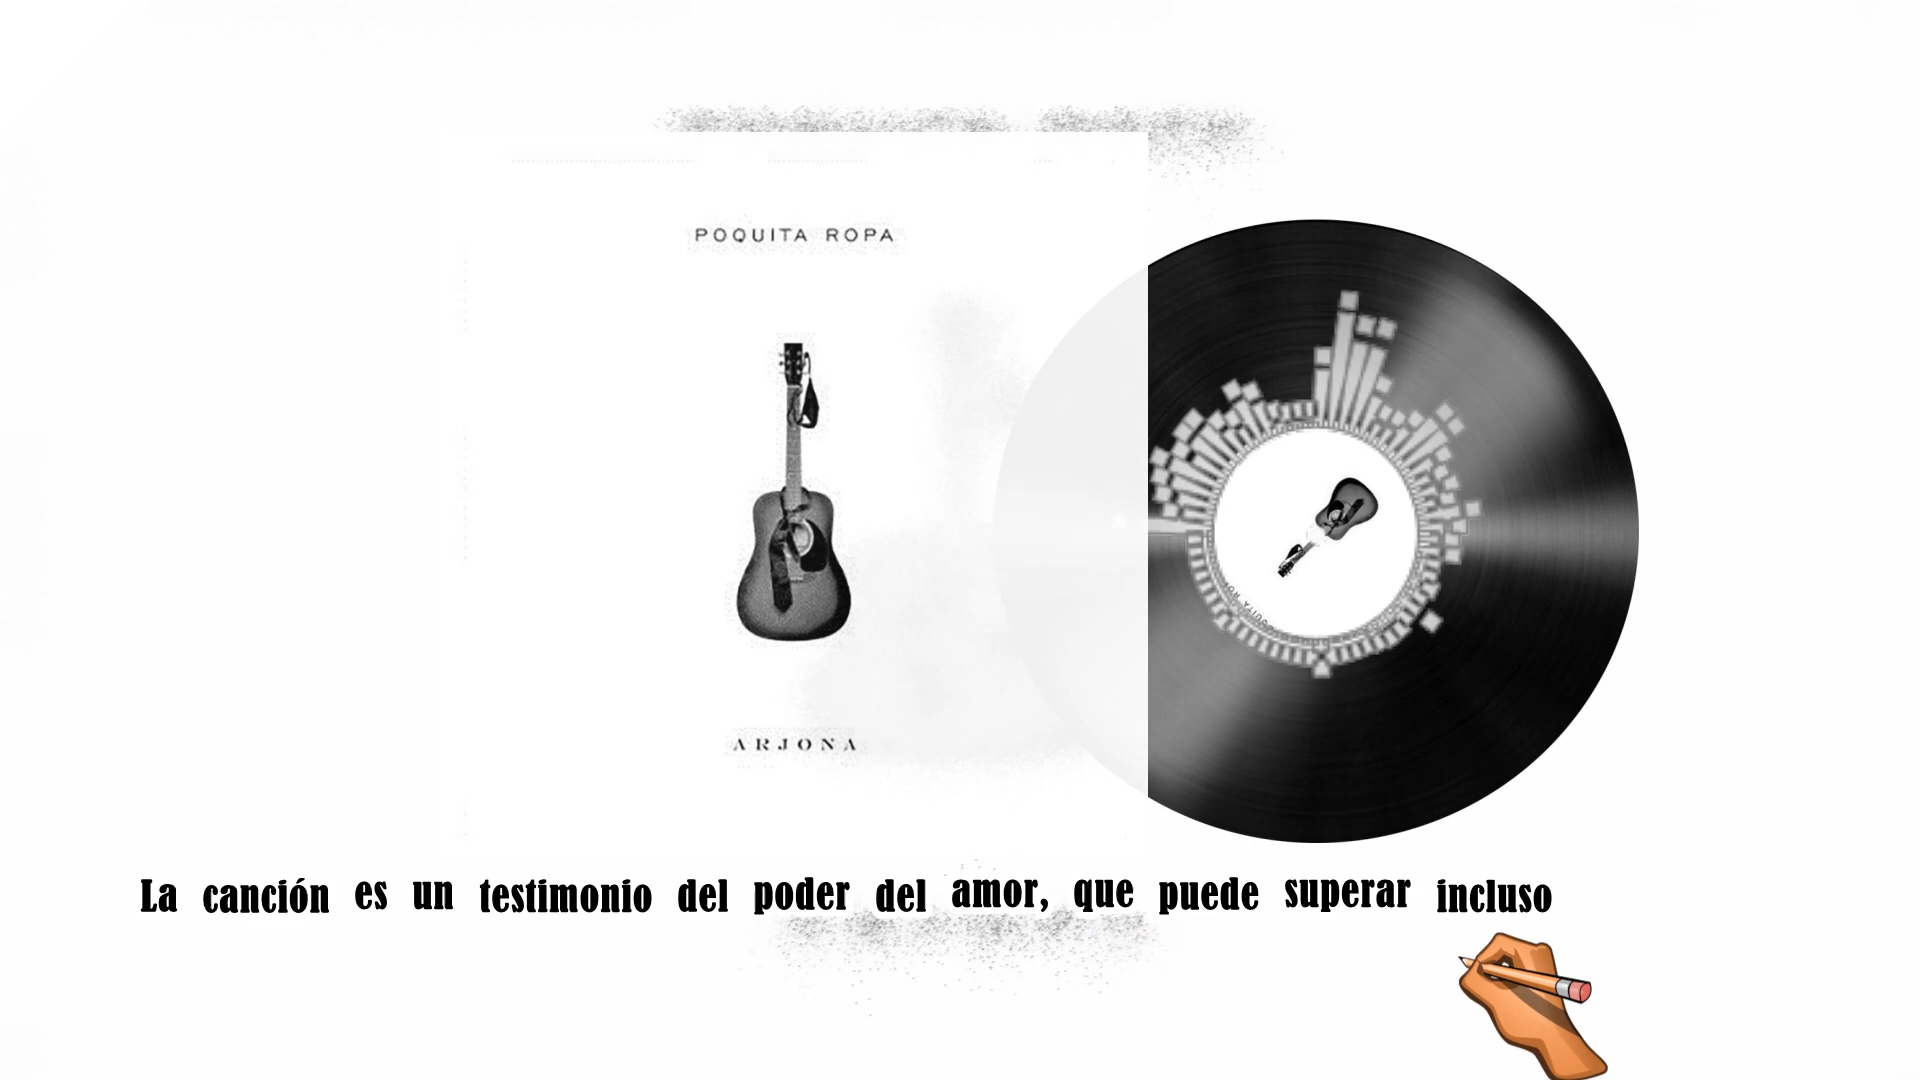 POQUITA ROPA
ARJONA
La canción es un testimonio del poder del amor, que puede superar incluso